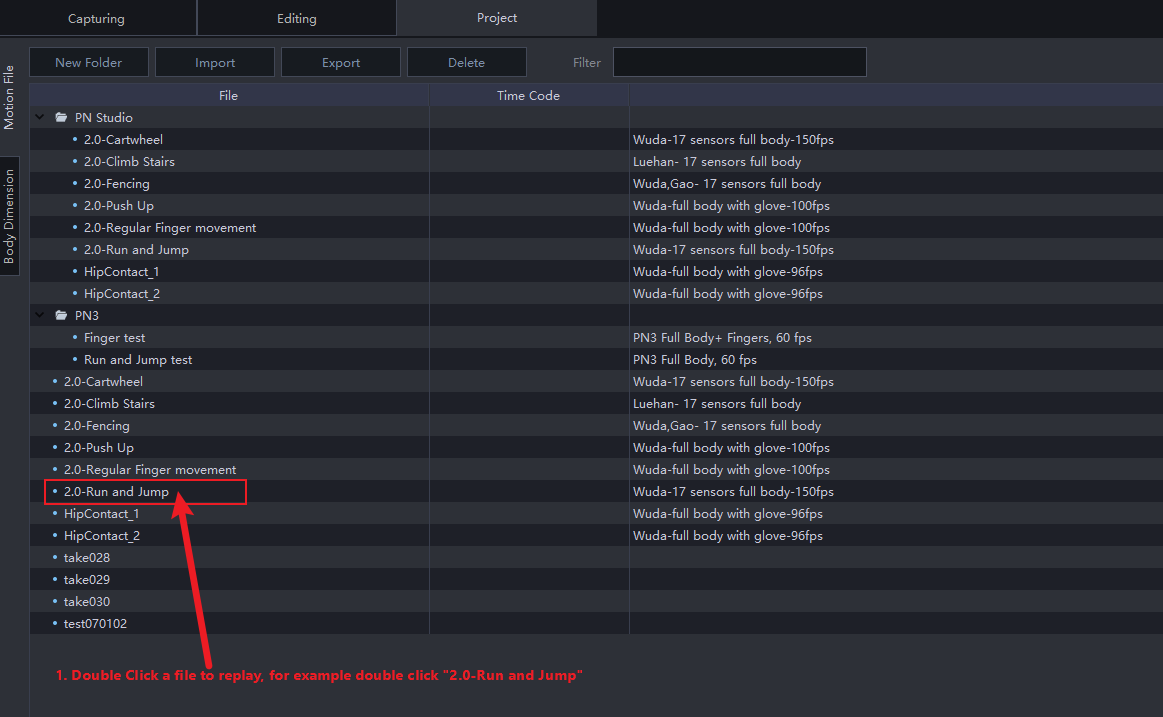 Capturing Editing Project
New Folder Import Export Delete Filter
Motion File
Body Dimension
File Time Code
PN Studio
2.0-Cartwheel Wuda-17 sensors full body-150fps
2.0-Climb Stairs Luehan- 17 sensors full body
2.0-Fencing Wuda,Gao- 17 sensors full body
2.0-Push Up Wuda-full body with glove-100fps
2.0-Regular Finger movement Wuda-full body with glove-100fps
2.0-Run and Jump Wuda-17 sensors full body-150fps
HipContact_1 Wuda-full body with glove-96fps
HipContact_2 Wuda-full body with glove-96fps
PN3
Finger test PN3 Full Body+ Fingers, 60 fps
Run and Jump test PN3 Full Body, 60 fps
2.0-Cartwheel Wuda-17 sensors full body-150fps
2.0-Climb Stairs Luehan- 17 sensors full body
2.0-Fencing Wuda,Gao- 17 sensors full body
2.0-Push Up Wuda-full body with glove-100fps
2.0-Regular Finger movement Wuda-full body with glove-100fps
2.0-Run and Jump Wuda-17 sensors full body-150fps
HipContact_1 Wuda-full body with glove-96fps
HipContact_2 Wuda-full body with glove-96fps
take028
take029
take030
test070102
1. Double Click a file to replay, for example double click "2.0-Run and Jump"